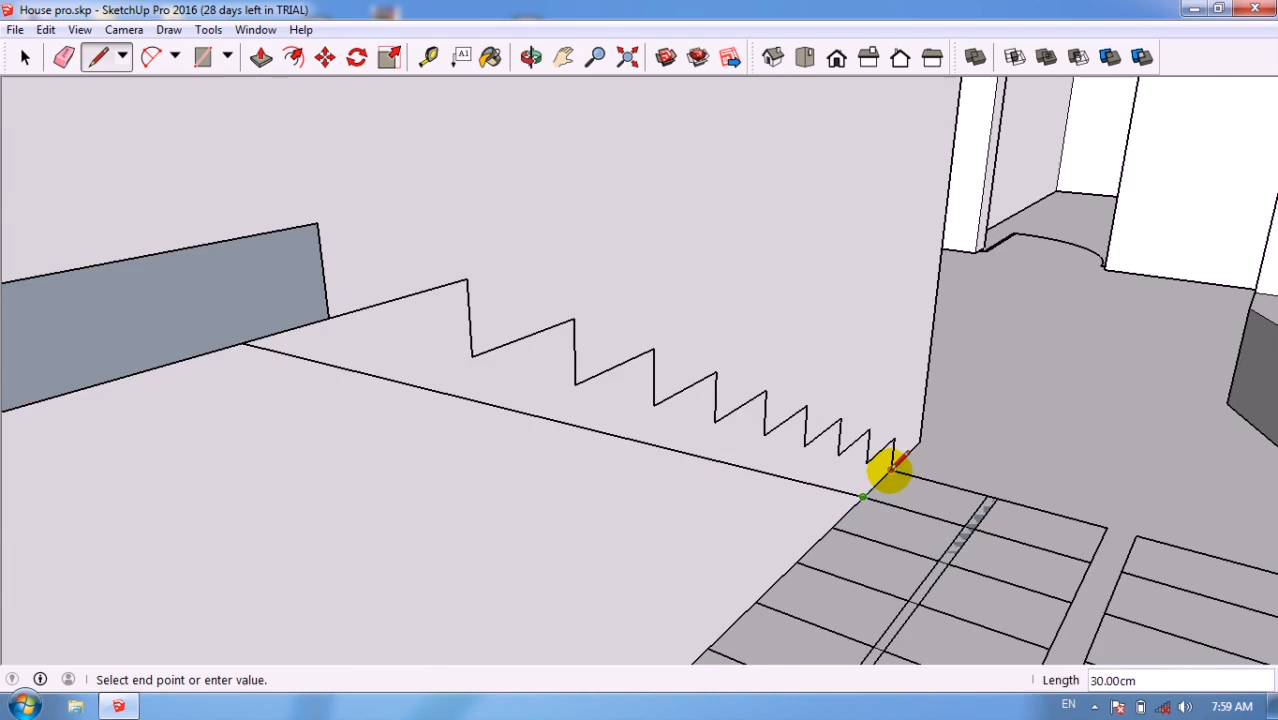 House pro.skp - SketchUp Pro 2016 (28 days left in TRIAL)
File Edit View Camera Draw Tools Window Help
A1
Select end point or enter value.
Length 30.00cm
EN 7:59 AM